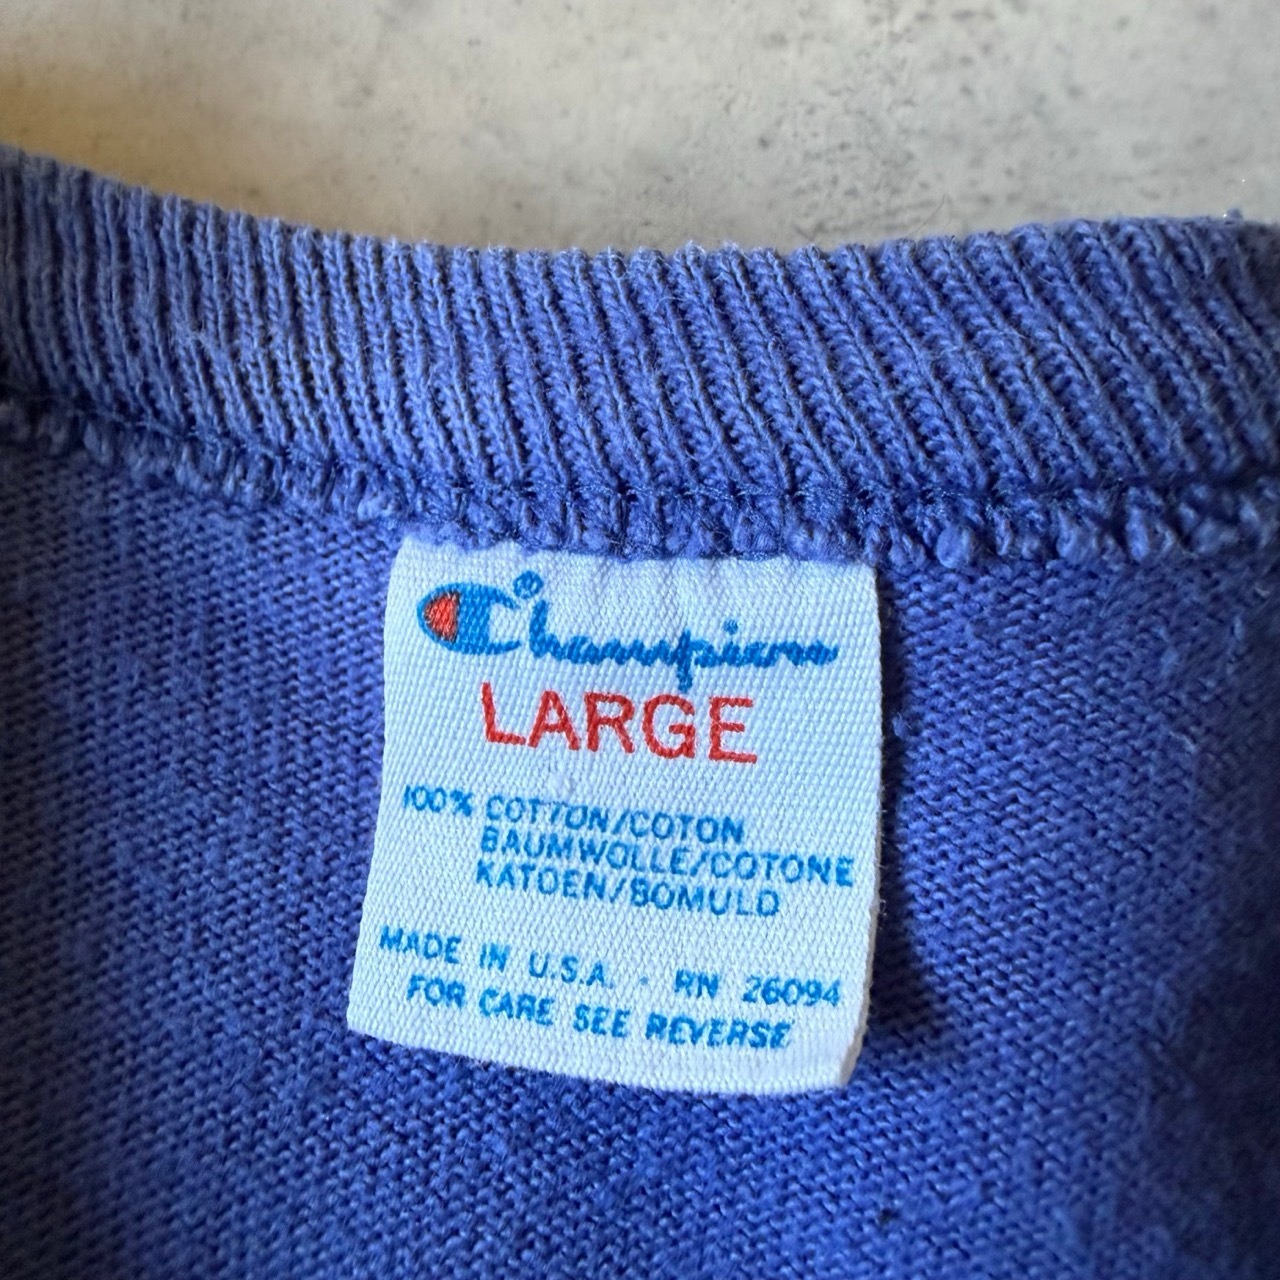 Champion®
LARGE
100% COTTON/COTON
BAUMWOLLE/COTONE
KATOEN/BOMULD
MADE IN U.S.A. · RN 26094
FOR CARE SEE REVERSE